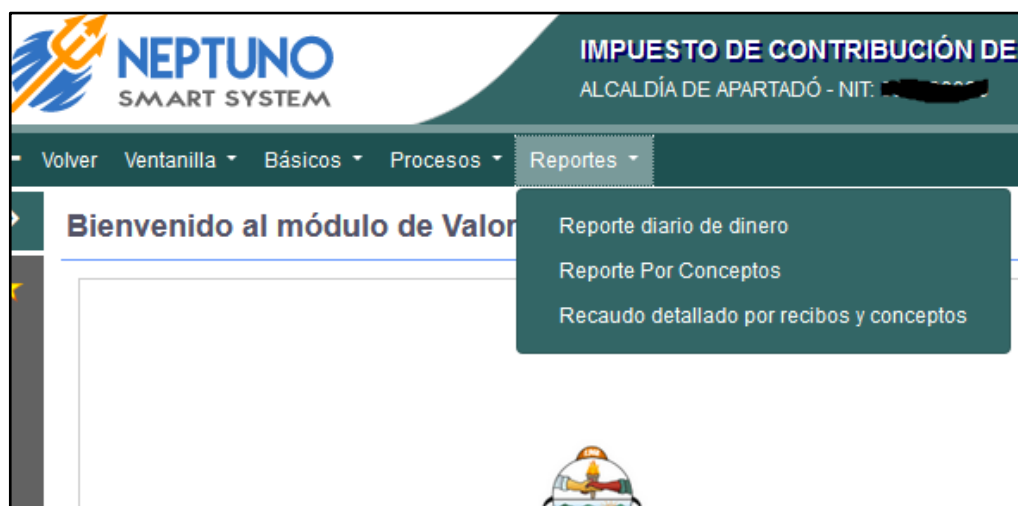 NEPTUNO
SMART SYSTEM
IMPUESTO DE CONTRIBUCIÓN DE
ALCALDÍA DE APARTADÓ - NIT:
Volver Ventanilla Básicos Procesos Reportes
Bienvenido al módulo de Valor
Reporte diario de dinero
Reporte Por Conceptos
Recaudo detallado por recibos y conceptos